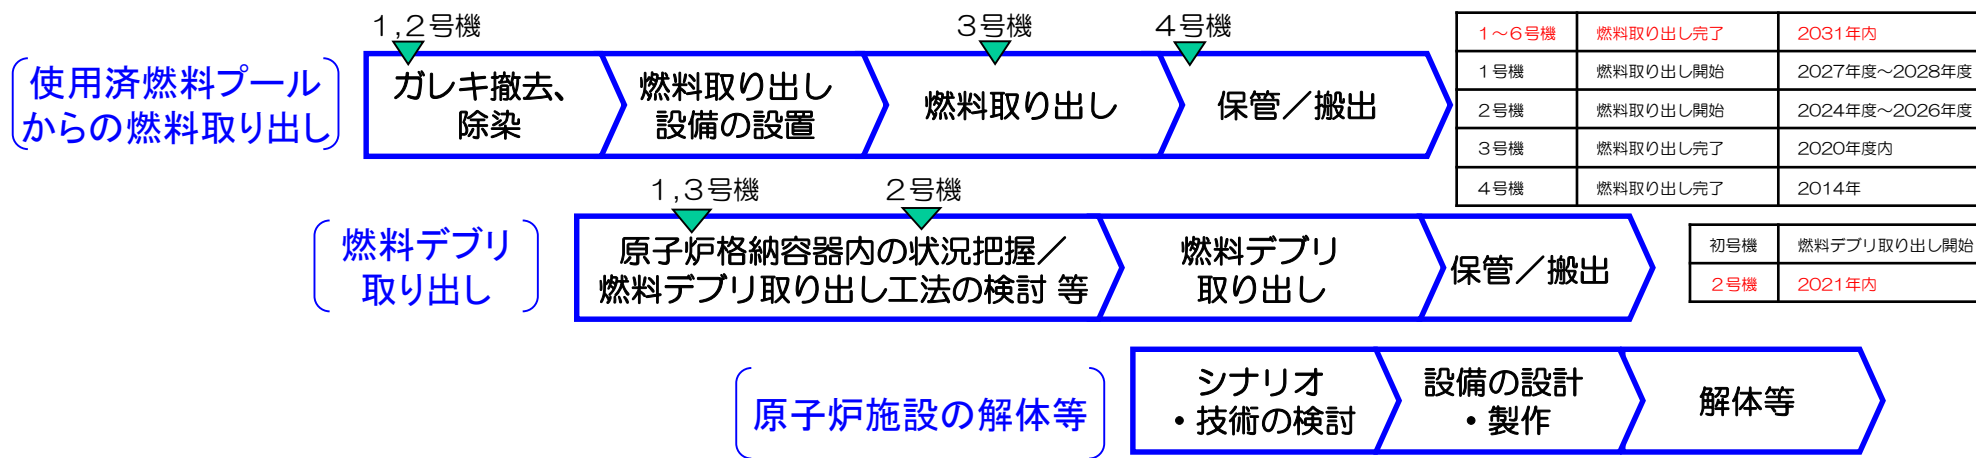 1,2号機
3号機
4号機
使用済燃料プール
からの燃料取り出し
ガレキ撤去、
除染
燃料取り出し
設備の設置
燃料取り出し
保管／搬出
1～6号機 燃料取り出し完了 2031年内
1号機 燃料取り出し開始 2027年度～2028年度
2号機 燃料取り出し開始 2024年度～2026年度
3号機 燃料取り出し完了 2020年度内
4号機 燃料取り出し完了 2014年
1,3号機
2号機
燃料デブリ
取り出し
原子炉格納容器内の状況把握／
燃料デブリ取り出し工法の検討 等
燃料デブリ
取り出し
保管／搬出
初号機 燃料デブリ取り出し開始
2号機 2021年内
原子炉施設の解体等
シナリオ
・技術の検討
設備の設計
・製作
解体等